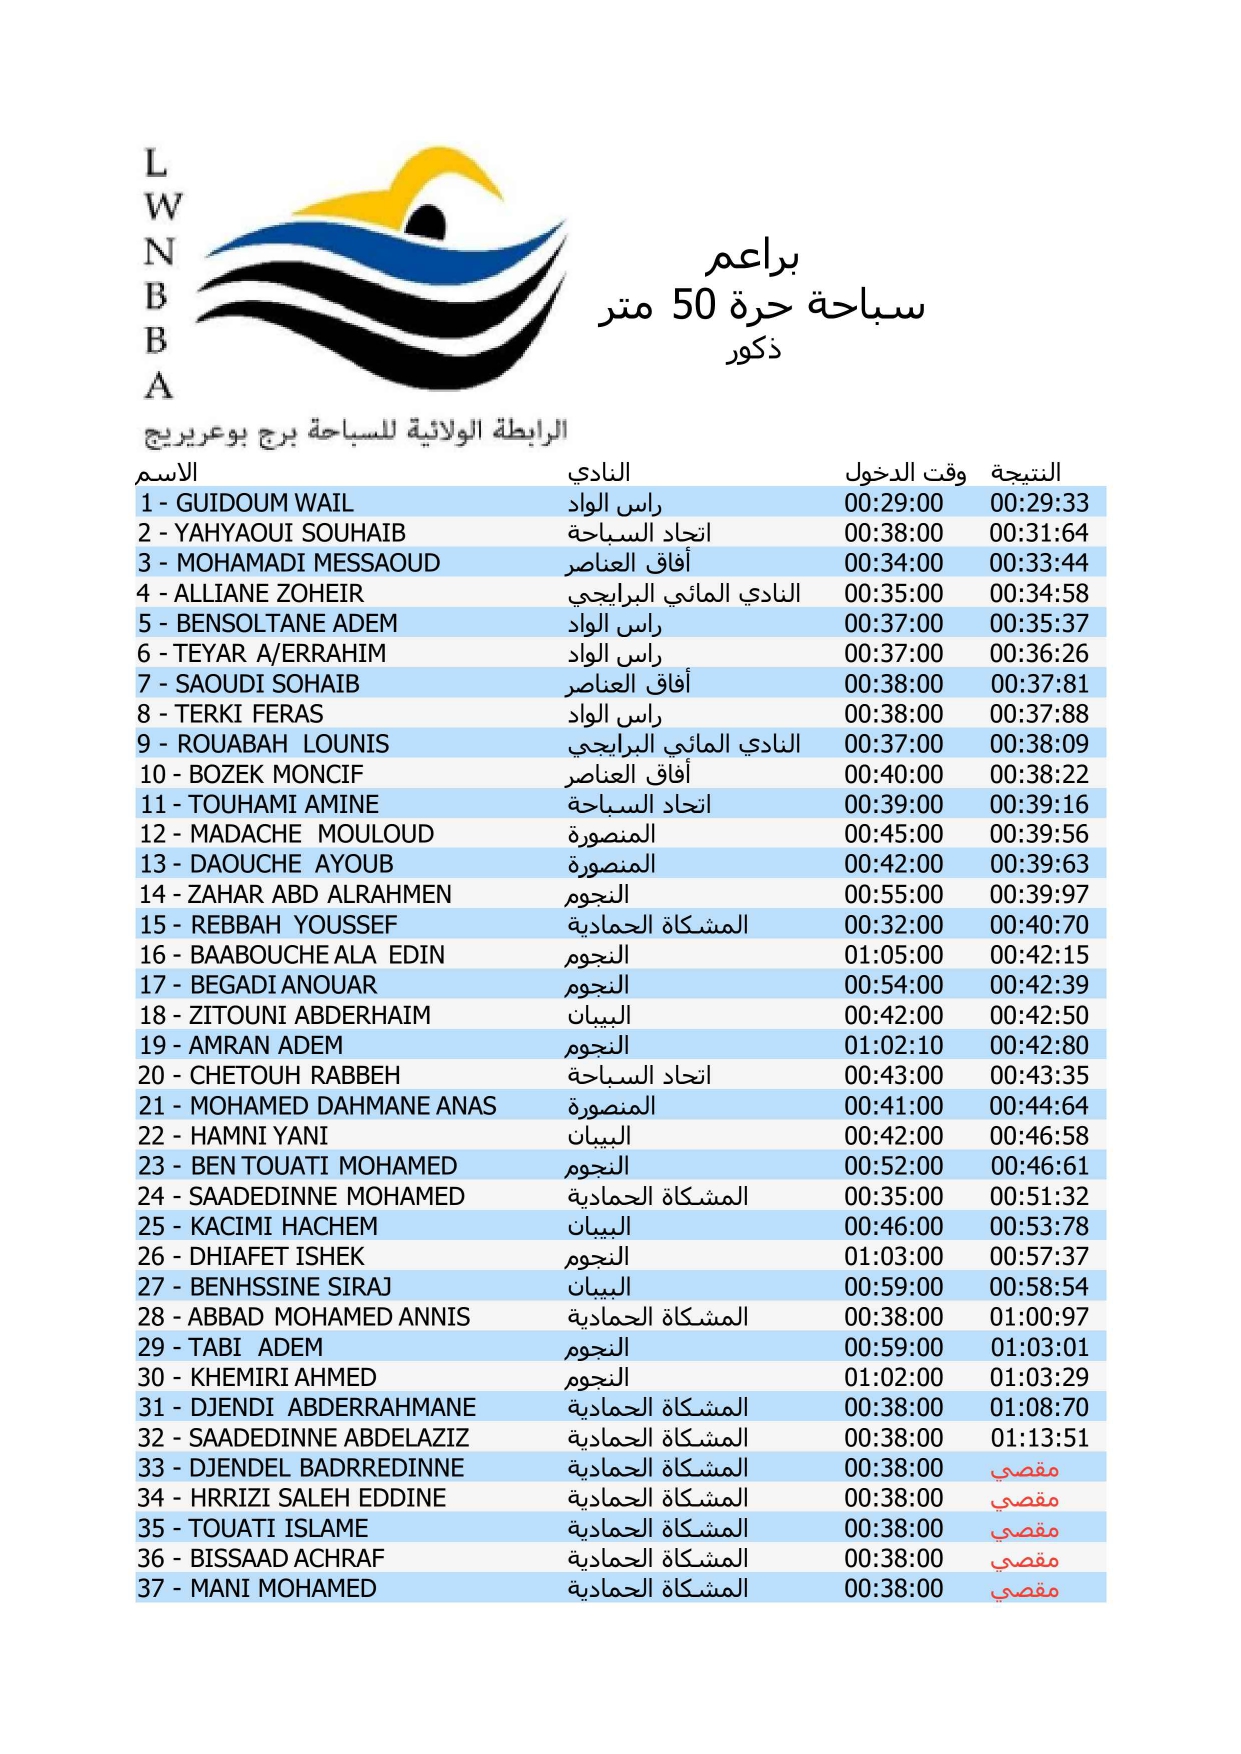 L
W
N
B
B
A
الرابطة الولائية للسباحة برج بوعريريج
براعم
سباحة حرة 50 متر
ذكور
الاسم النادي وقت الدخول النتيجة
1 - GUIDOUM WAIL راس الواد 00:29:00 00:29:33
2 - YAHYAOUI SOUHAIB اتحاد السباحة 00:38:00 00:31:64
3 - MOHAMADI MESSAOUD أفاق العناصر 00:34:00 00:33:44
4 - ALLIANE ZOHEIR النادي المائي البرايجي 00:35:00 00:34:58
5 - BENSOLTANE ADEM راس الواد 00:37:00 00:35:37
6 - TEYAR A/ERRAHIM راس الواد 00:37:00 00:36:26
7 - SAOUDI SOHAIB أفاق العناصر 00:38:00 00:37:81
8 - TERKI FERAS راس الواد 00:38:00 00:37:88
9 - ROUABAH LOUNIS النادي المائي البرايجي 00:37:00 00:38:09
10 - BOZEK MONCIF أفاق العناصر 00:40:00 00:38:22
11 - TOUHAMI AMINE اتحاد السباحة 00:39:00 00:39:16
12 - MADACHE MOULOUD المنصورة 00:45:00 00:39:56
13 - DAOUCHE AYOUB المنصورة 00:42:00 00:39:63
14 - ZAHAR ABD ALRAHMEN النجوم 00:55:00 00:39:97
15 - REBBAH YOUSSEF المشكاة الحمادية 00:32:00 00:40:70
16 - BAABOUCHE ALA EDIN النجوم 01:05:00 00:42:15
17 - BEGADI ANOUAR النجوم 00:54:00 00:42:39
18 - ZITOUNI ABDERHAIM البيبان 00:42:00 00:42:50
19 - AMRAN ADEM النجوم 01:02:10 00:42:80
20 - CHETOUH RABBEH اتحاد السباحة 00:43:00 00:43:35
21 - MOHAMED DAHMANE ANAS المنصورة 00:41:00 00:44:64
22 - HAMNI YANI البيبان 00:42:00 00:46:58
23 - BEN TOUATI MOHAMED النجوم 00:52:00 00:46:61
24 - SAADEDINNE MOHAMED المشكاة الحمادية 00:35:00 00:51:32
25 - KACIMI HACHEM البيبان 00:46:00 00:53:78
26 - DHIAFET ISHEK النجوم 01:03:00 00:57:37
27 - BENHSSINE SIRAJ البيبان 00:59:00 00:58:54
28 - ABBAD MOHAMED ANNIS المشكاة الحمادية 00:38:00 01:00:97
29 - TABI ADEM النجوم 00:59:00 01:03:01
30 - KHEMIRI AHMED النجوم 01:02:00 01:03:29
31 - DJENDI ABDERRAHMANE المشكاة الحمادية 00:38:00 01:08:70
32 - SAADEDINNE ABDELAZIZ المشكاة الحمادية 00:38:00 01:13:51
33 - DJENDEL BADRREDINNE المشكاة الحمادية 00:38:00 مقصي
34 - HRRIZI SALEH EDDINE المشكاة الحمادية 00:38:00 مقصي
35 - TOUATI ISLAME المشكاة الحمادية 00:38:00 مقصي
36 - BISSAAD ACHRAF المشكاة الحمادية 00:38:00 مقصي
37 - MANI MOHAMED المشكاة الحمادية 00:38:00 مقصي